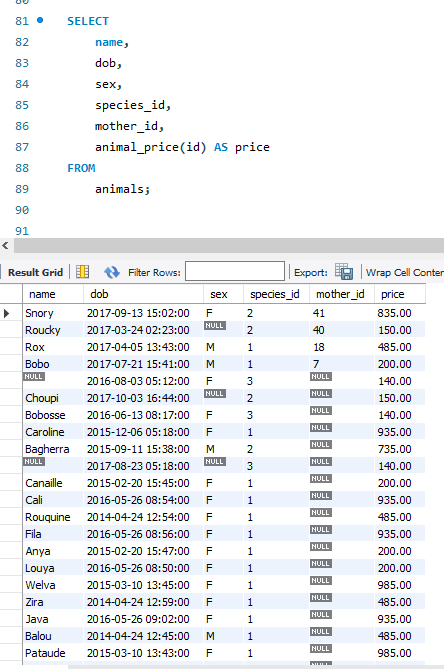 80
81 SELECT
82 name,
83 dob,
84 sex,
85 species_id,
86 mother_id,
87 animal_price(id) AS price
88 FROM
89 animals;
90
91
Result Grid Filter Rows: Export: Wrap Cell Conten
name dob sex species_id mother_id price
Snory 2017-09-13 15:02:00 F 2 41 835.00
Roucky 2017-03-24 02:23:00 NULL 2 40 150.00
Rox 2017-04-05 13:43:00 M 1 18 485.00
Bobo 2017-07-21 15:41:00 M 1 7 200.00
NULL 2016-08-03 05:12:00 F 3 NULL 140.00
Choupi 2017-10-03 16:44:00 NULL 2 NULL 150.00
Bobosse 2016-06-13 08:17:00 F 3 NULL 140.00
Caroline 2015-12-06 05:18:00 F 1 NULL 935.00
Bagherra 2015-09-11 15:38:00 M 2 NULL 735.00
NULL 2017-08-23 05:18:00 NULL 3 NULL 140.00
Canaille 2015-02-20 15:45:00 F 1 NULL 200.00
Cali 2016-05-26 08:54:00 F 1 NULL 935.00
Rouquine 2014-04-24 12:54:00 F 1 NULL 485.00
Fila 2016-05-26 08:56:00 F 1 NULL 935.00
Anya 2015-02-20 15:47:00 F 1 NULL 200.00
Louya 2016-05-26 08:50:00 F 1 NULL 200.00
Welva 2015-03-10 13:45:00 F 1 NULL 985.00
Zira 2014-04-24 12:59:00 F 1 NULL 485.00
Java 2016-05-26 09:02:00 F 1 NULL 935.00
Balou 2014-04-24 12:45:00 M 1 NULL 485.00
Pataude 2015-03-10 13:43:00 F 1 NULL 985.00